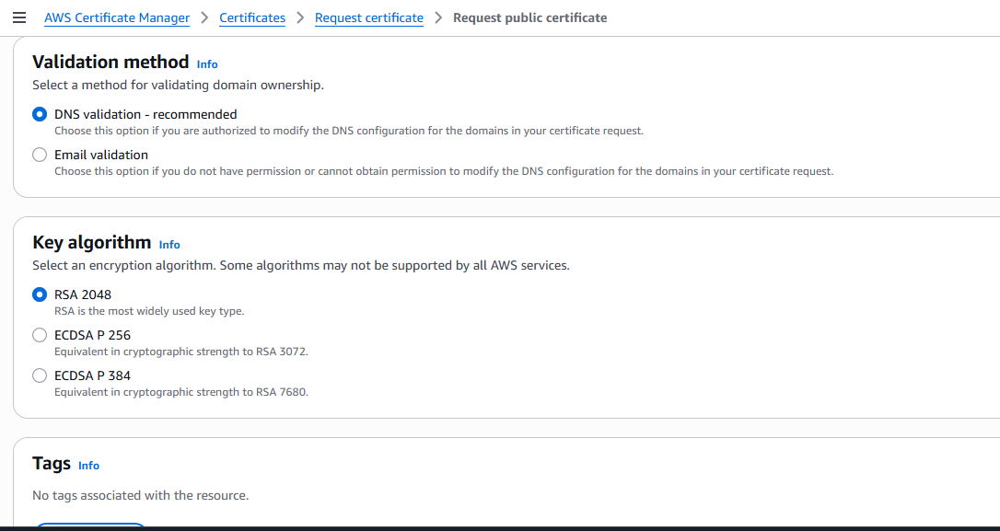 AWS Certificate Manager > Certificates > Request certificate > Request public certificate
Validation method Info
Select a method for validating domain ownership.
DNS validation - recommended
Choose this option if you are authorized to modify the DNS configuration for the domains in your certificate request.
Email validation
Choose this option if you do not have permission or cannot obtain permission to modify the DNS configuration for the domains in your certificate request.
Key algorithm Info
Select an encryption algorithm. Some algorithms may not be supported by all AWS services.
RSA 2048
RSA is the most widely used key type.
ECDSA P 256
Equivalent in cryptographic strength to RSA 3072.
ECDSA P 384
Equivalent in cryptographic strength to RSA 7680.
Tags Info
No tags associated with the resource.